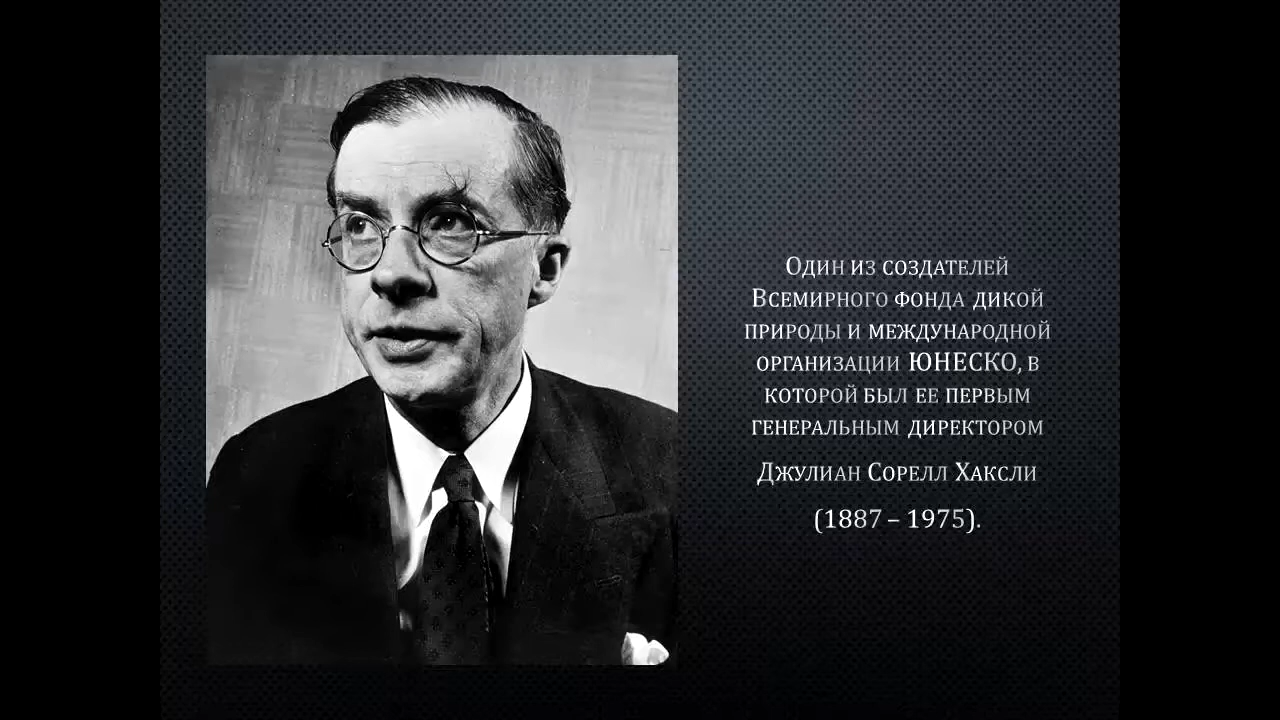 Один из создателей
Всемирного фонда дикой
природы и международной
организации ЮНЕСКО, в
которой был ее первым
генеральным директором
Джулиан Сорелл Хаксли
(1887 – 1975).